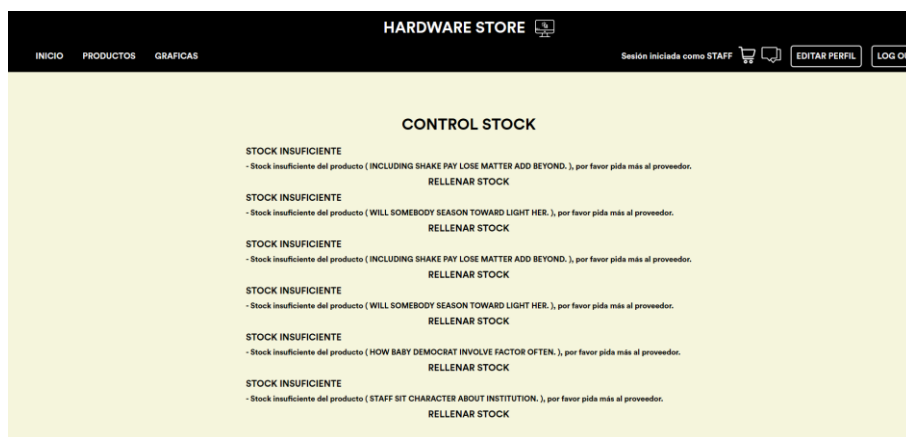 HARDWARE STORE
INICIO PRODUCTOS GRAFICAS Sesión iniciada como STAFF EDITAR PERFIL LOG OU
CONTROL STOCK
STOCK INSUFICIENTE
- Stock insuficiente del producto ( INCLUDING SHAKE PAY LOSE MATTER ADD BEYOND. ), por favor pida más al proveedor.
RELLENAR STOCK
STOCK INSUFICIENTE
- Stock insuficiente del producto ( WILL SOMEBODY SEASON TOWARD LIGHT HER. ), por favor pida más al proveedor.
RELLENAR STOCK
STOCK INSUFICIENTE
- Stock insuficiente del producto ( INCLUDING SHAKE PAY LOSE MATTER ADD BEYOND. ), por favor pida más al proveedor.
RELLENAR STOCK
STOCK INSUFICIENTE
- Stock insuficiente del producto ( WILL SOMEBODY SEASON TOWARD LIGHT HER. ), por favor pida más al proveedor.
RELLENAR STOCK
STOCK INSUFICIENTE
- Stock insuficiente del producto ( HOW BABY DEMOCRAT INVOLVE FACTOR OFTEN. ), por favor pida más al proveedor.
RELLENAR STOCK
STOCK INSUFICIENTE
- Stock insuficiente del producto ( STAFF SIT CHARACTER ABOUT INSTITUTION. ), por favor pida más al proveedor.
RELLENAR STOCK